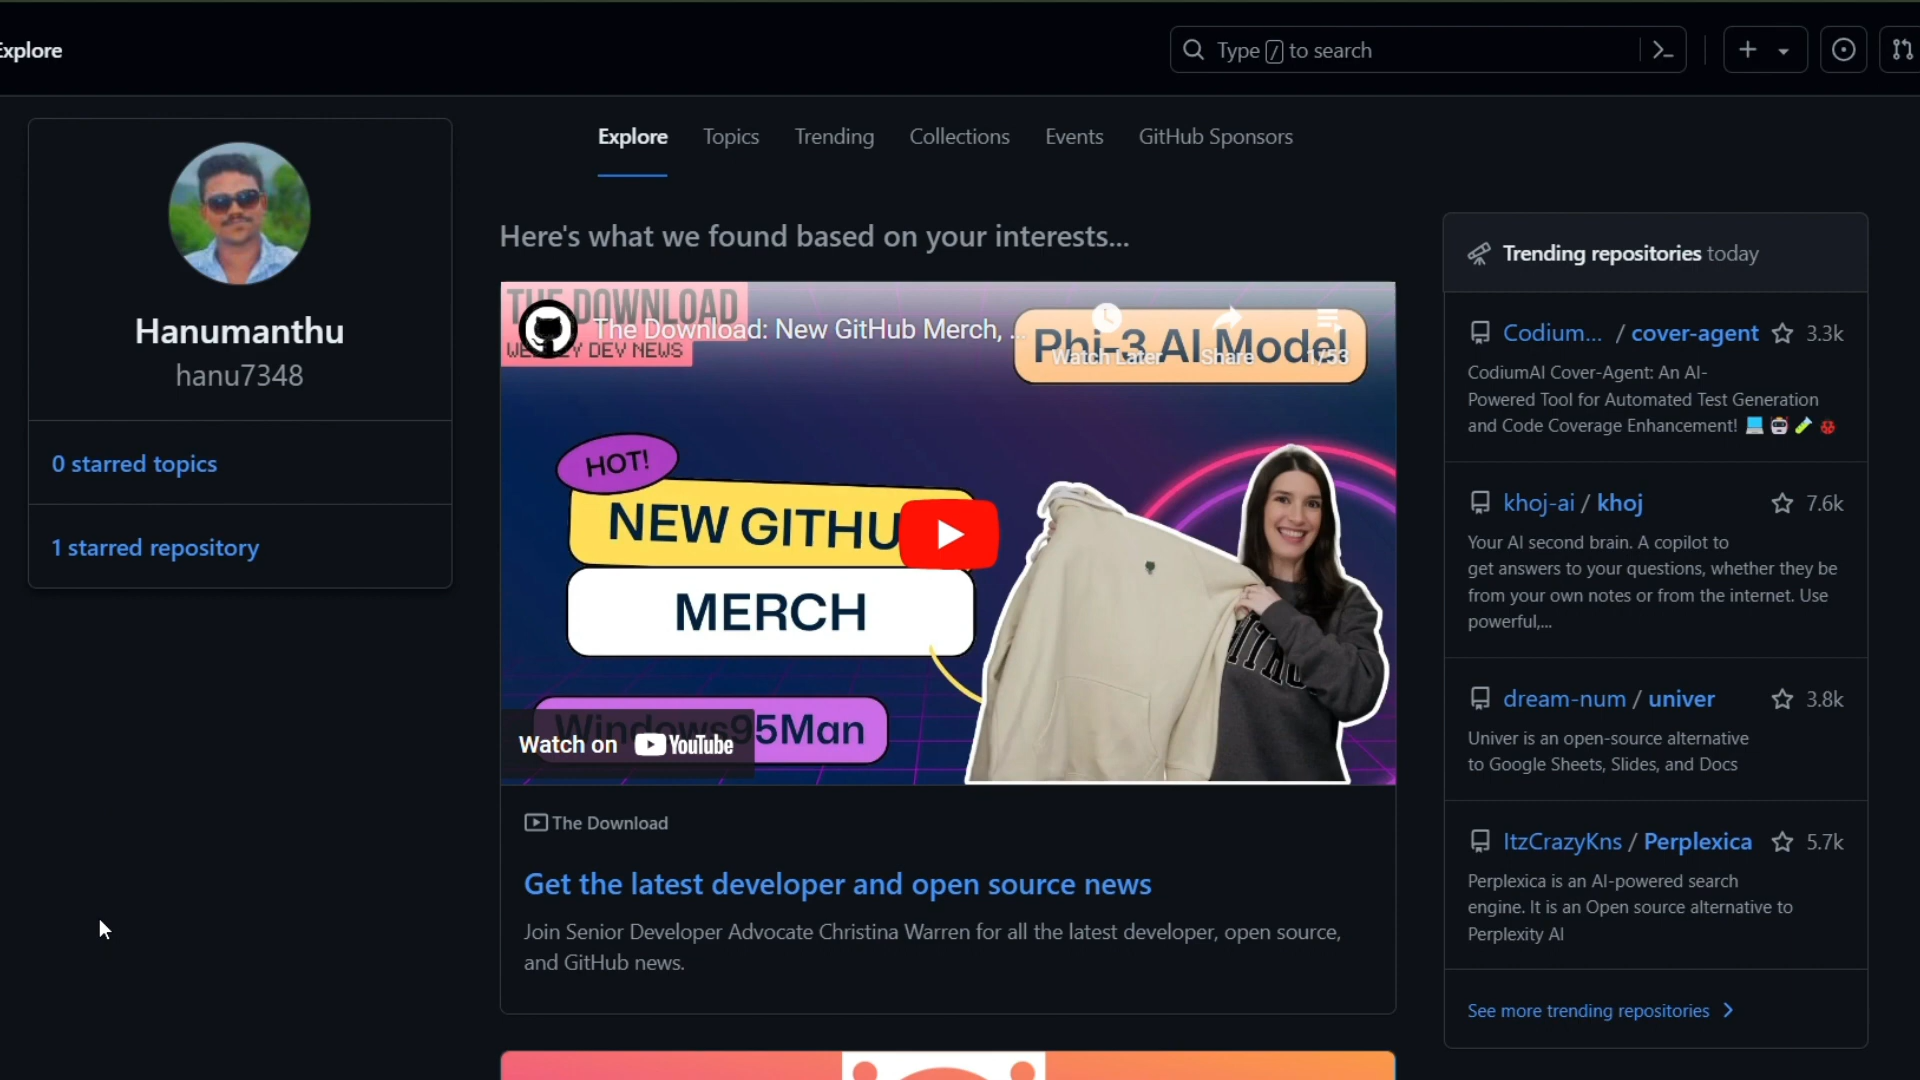 Explore
Type / to search
Hanumanthu
hanu7348
0 starred topics
1 starred repository
Explore
Topics
Trending
Collections
Events
GitHub Sponsors
Here's what we found based on your interests...
THE DOWNLOAD
The Download: New GitHub Merch, ...
DEV NEWS
Phi-3 AI Model
Watch Later
Share
1/53
HOT!
NEW GITHU
MERCH
Windows95Man
Watch on YouTube
The Download
Get the latest developer and open source news
Join Senior Developer Advocate Christina Warren for all the latest developer, open source,
and GitHub news.
Trending repositories today
Codium... / cover-agent 3.3k
CodiumAI Cover-Agent: An AI-
Powered Tool for Automated Test Generation
and Code Coverage Enhancement! 💻🤖🧪🐞
khoj-ai / khoj 7.6k
Your AI second brain. A copilot to
get answers to your questions, whether they be
from your own notes or from the internet. Use
powerful,...
dream-num / univer 3.8k
Univer is an open-source alternative
to Google Sheets, Slides, and Docs
ItzCrazyKns / Perplexica 5.7k
Perplexica is an AI-powered search
engine. It is an Open source alternative to
Perplexity AI
See more trending repositories